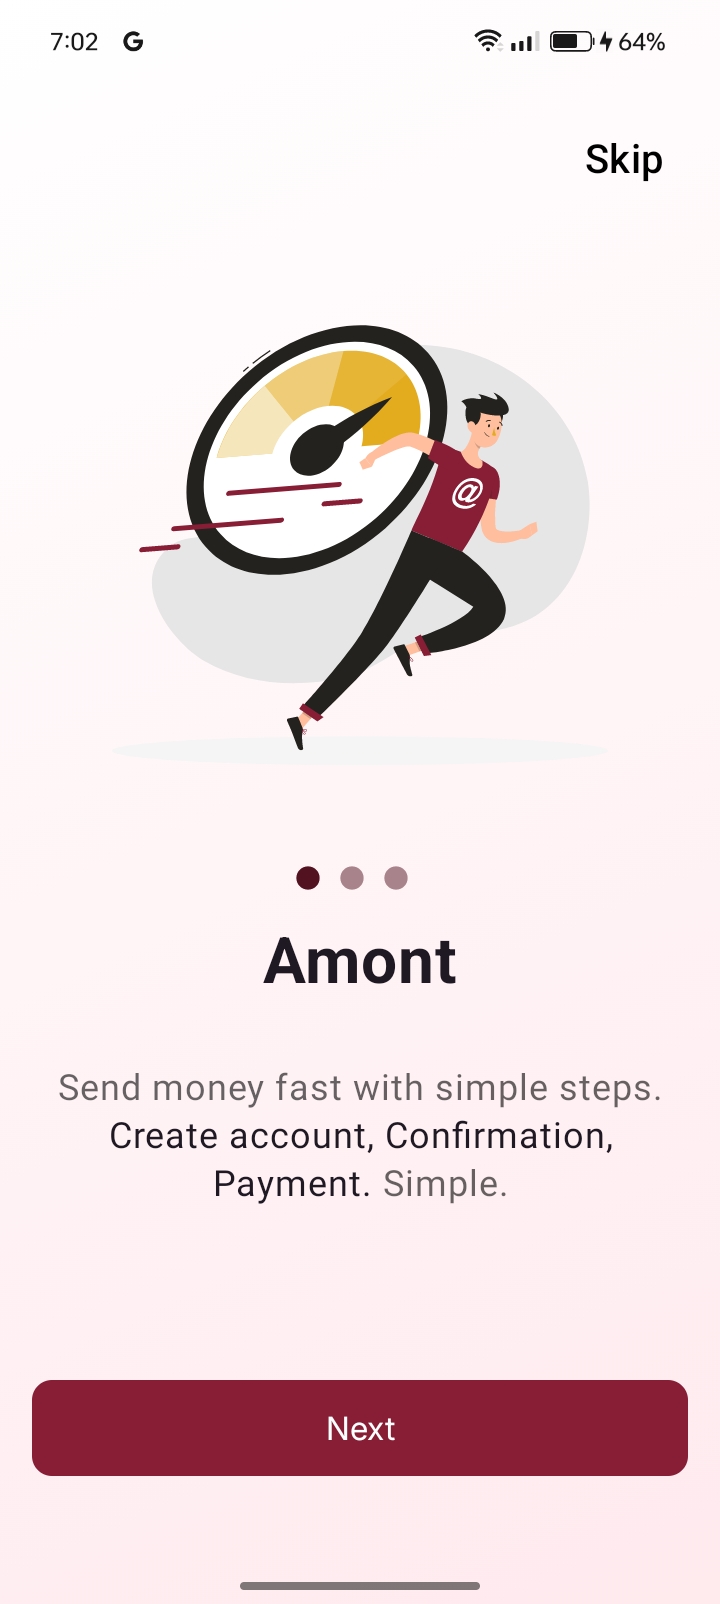 7:02 G 64%
Skip
@
Amont
Send money fast with simple steps.
Create account, Confirmation,
Payment. Simple.
Next